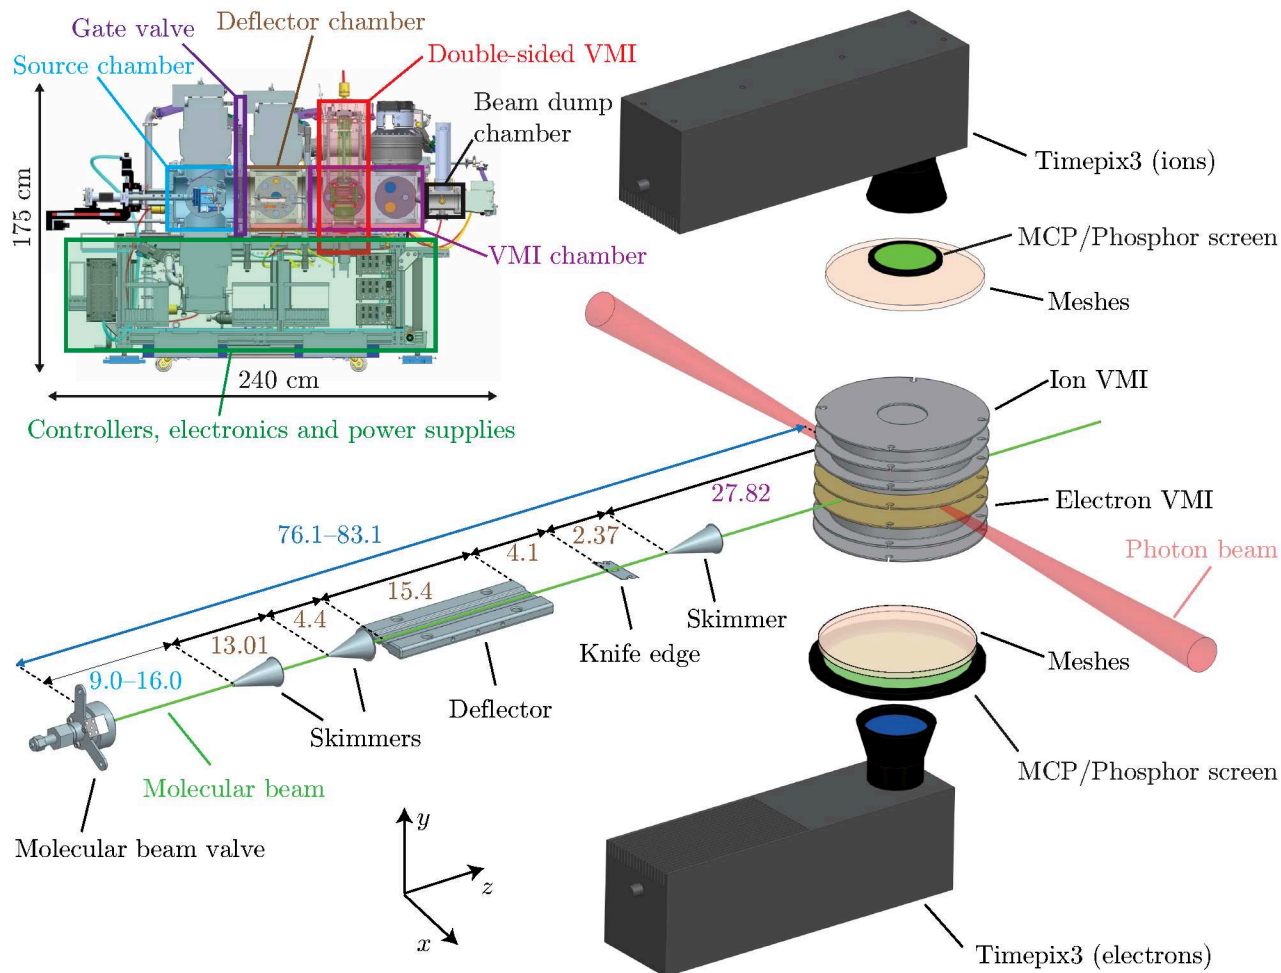 Deflector chamber
Gate valve
Source chamber
Double-sided VMI
Beam dump
chamber
175 cm
VMI chamber
240 cm
Controllers, electronics and power supplies
Timepix3 (ions)
MCP/Phosphor screen
Meshes
Ion VMI
Electron VMI
Photon beam
27.82
2.37
4.1
76.1–83.1
15.4
4.4
13.01
9.0–16.0
Skimmer
Knife edge
Deflector
Skimmers
Molecular beam
Molecular beam valve
Meshes
MCP/Phosphor screen
Timepix3 (electrons)
y
z
x